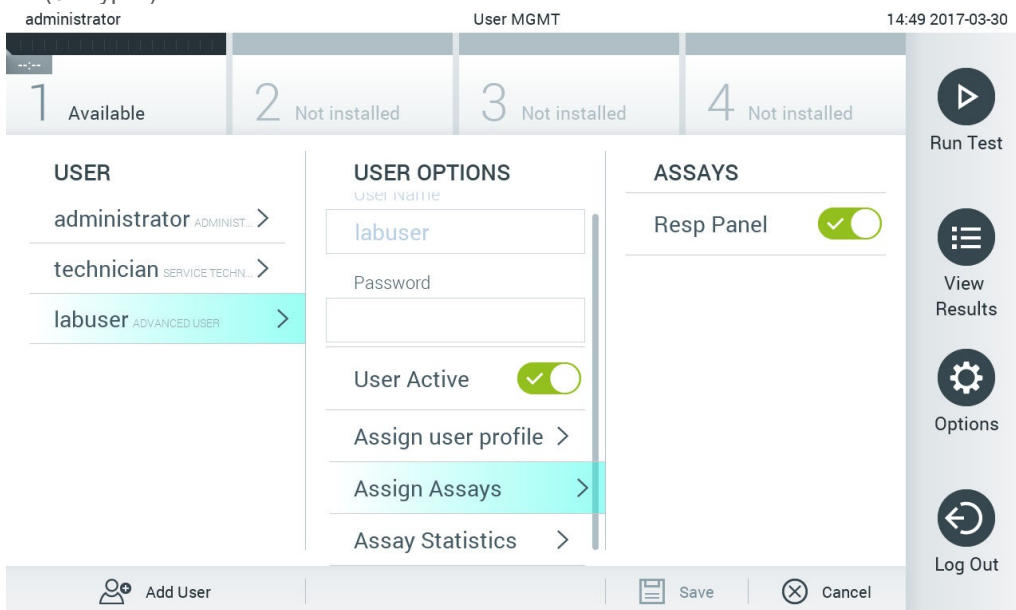 administrator
User MGMT
14:49 2017-03-30
--:--
1 Available
2 Not installed
3 Not installed
4 Not installed
Run Test
View
Results
Options
Log Out
USER
administrator ADMINIST...
technician SERVICE TECHN...
labuser ADVANCED USER
USER OPTIONS
User Name
labuser
Password
User Active
Assign user profile
Assign Assays
Assay Statistics
ASSAYS
Resp Panel
Add User
Save
Cancel